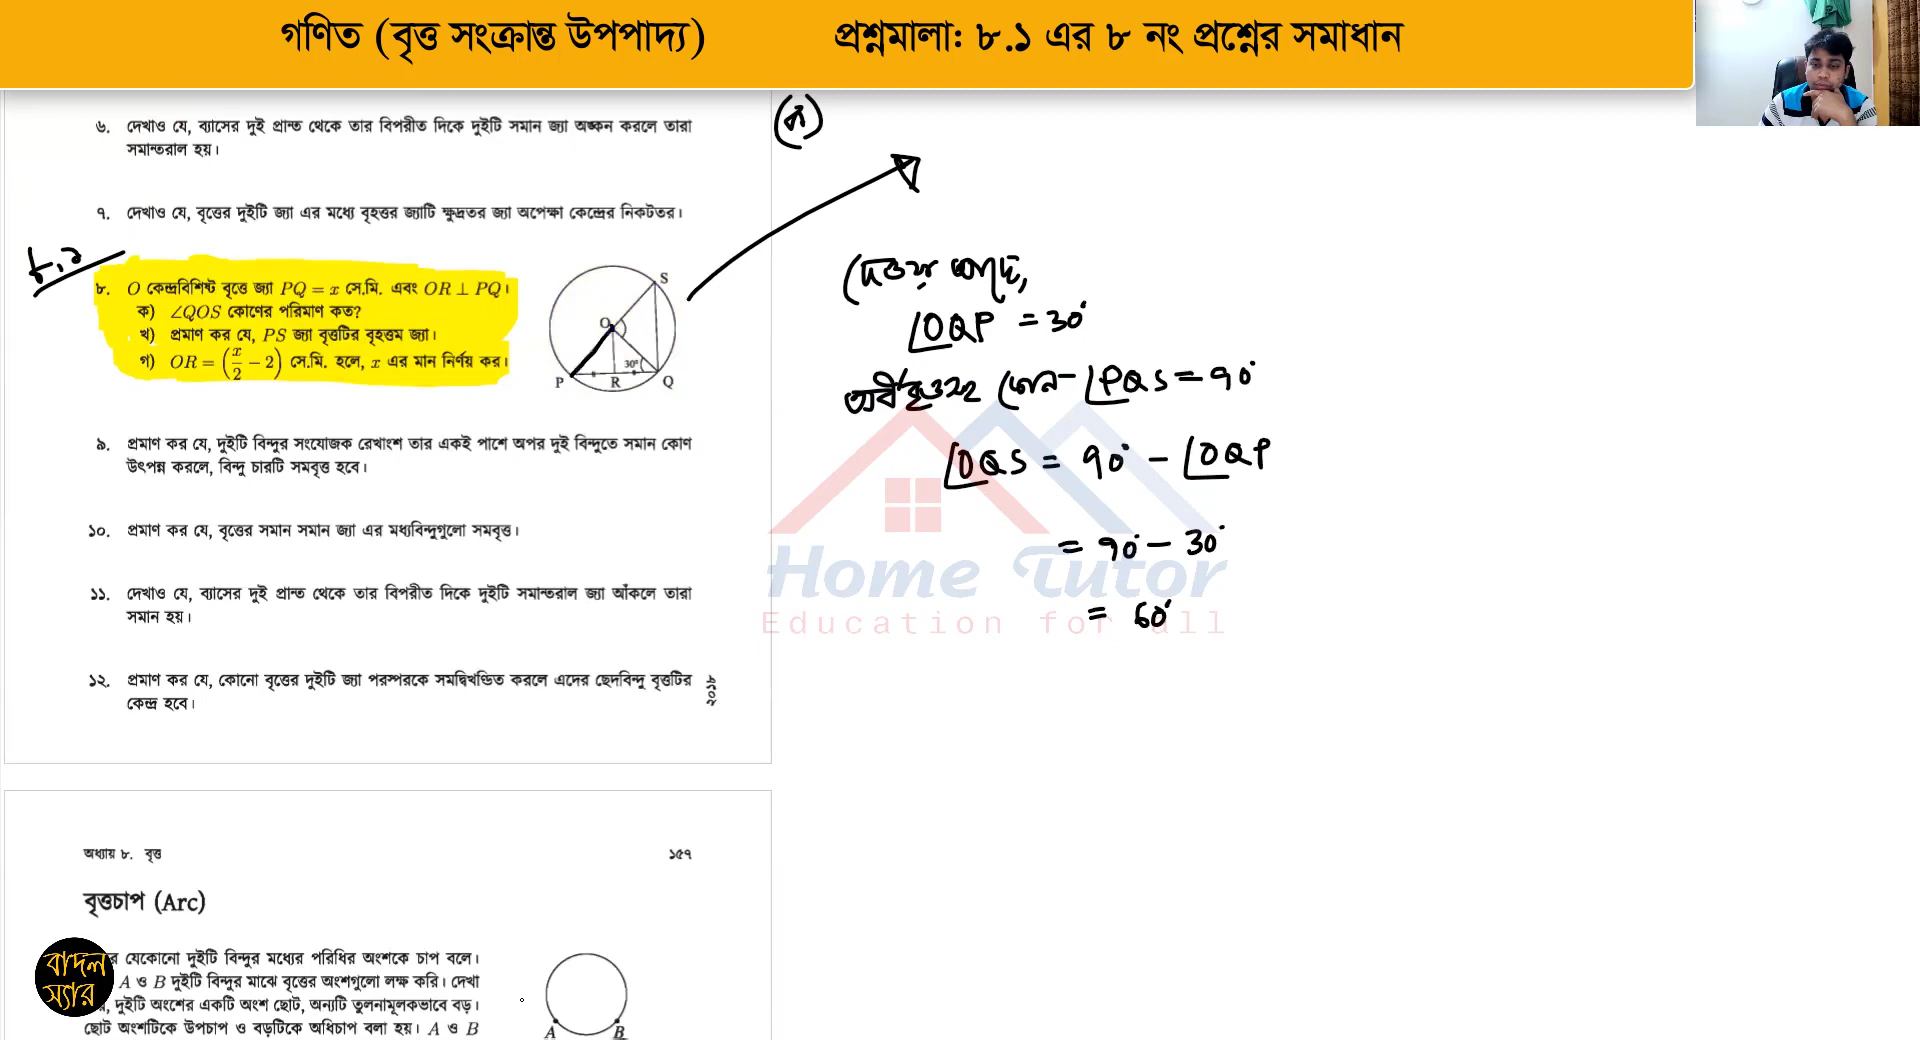 গণিত (বৃত্ত সংক্রান্ত উপপাদ্য) প্রশ্নমালা: ৮.১ এর ৮ নং প্রশ্নের সমাধান
৬. দেখাও যে, ব্যাসের দুই প্রান্ত থেকে তার বিপরীত দিকে দুইটি সমান জ্যা অঙ্কন করলে তারা
সমান্তরাল হয়।
৭. দেখাও যে, বৃত্তের দুইটি জ্যা এর মধ্যে বৃহত্তর জ্যাটি ক্ষুদ্রতর জ্যা অপেক্ষা কেন্দ্রের নিকটতর।
৮.১
৮. O কেন্দ্রবিশিষ্ট বৃত্তে জ্যা PQ = x সে.মি. এবং OR ⊥ PQ।
ক) ∠QOS কোণের পরিমাণ কত?
খ) প্রমাণ কর যে, PS জ্যা বৃত্তটির বৃহত্তম জ্যা।
গ) OR = (x/2 − 2) সে.মি. হলে, x এর মান নির্ণয় কর।
S
O
30°
P R Q
৯. প্রমাণ কর যে, দুইটি বিন্দুর সংযোজক রেখাংশ তার একই পাশে অপর দুই বিন্দুতে সমান কোণ
উৎপন্ন করলে, বিন্দু চারটি সমবৃত্ত হবে।
১০. প্রমাণ কর যে, বৃত্তের সমান সমান জ্যা এর মধ্যবিন্দুগুলো সমবৃত্ত।
১১. দেখাও যে, ব্যাসের দুই প্রান্ত থেকে তার বিপরীত দিকে দুইটি সমান্তরাল জ্যা আঁকলে তারা
সমান হয়।
১২. প্রমাণ কর যে, কোনো বৃত্তের দুইটি জ্যা পরস্পরকে সমদ্বিখণ্ডিত করলে এদের ছেদবিন্দু বৃত্তটির
কেন্দ্র হবে।
২০১৮
অধ্যায় ৮. বৃত্ত ১৫৭
বৃত্তচাপ (Arc)
যেকোনো দুইটি বিন্দুর মধ্যের পরিধির অংশকে চাপ বলে।
A ও B দুইটি বিন্দুর মাঝে বৃত্তের অংশগুলো লক্ষ করি। দেখা
দুইটি অংশের একটি অংশ ছোট, অন্যটি তুলনামূলকভাবে বড়।
ছোট অংশটিকে উপচাপ ও বড়টিকে অধিচাপ বলা হয়। A ও B
A B
বাদল
স্যার
(ক)
দেওয়া আছে,
∠OQP = 30°
অর্ধবৃত্তস্থ কোন ∠PQS = 90°
∠OQS = 90° − ∠OQP
= 90° − 30°
= 60°
Home Tutor
Education for all